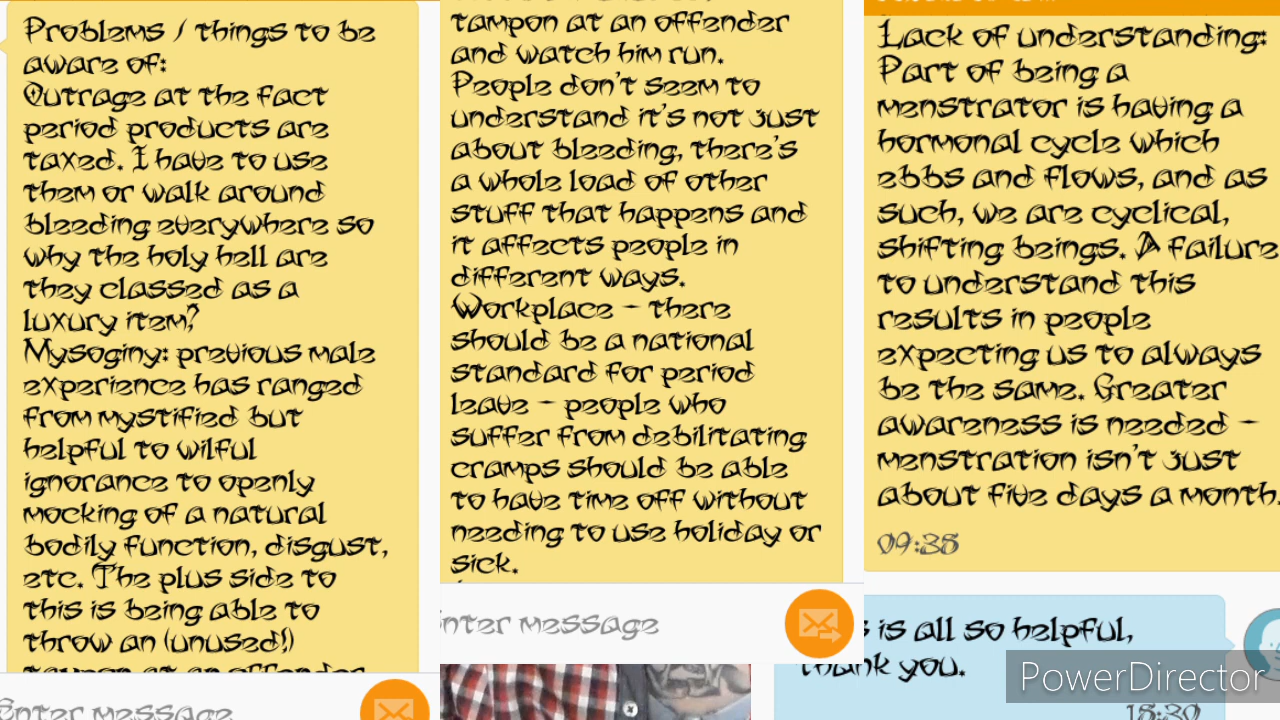 Problems / things to be
aware of:
Outrage at the fact
period products are
taxed. I have to use
them or walk around
bleeding everywhere so
why the holy hell are
they classed as a
luxury item?
Mysoginy: previous male
experience has ranged
from mystified but
helpful to wilful
ignorance to openly
mocking of a natural
bodily function, disgust,
etc. The plus side to
this is being able to
throw an (unused!)
tampon at an offender
Enter message
tampon at an offender
and watch him run.
People don't seem to
understand it's not just
about bleeding, there's
a whole load of other
stuff that happens and
it affects people in
different ways.
Workplace - there
should be a national
standard for period
leave - people who
suffer from debilitating
cramps should be able
to have time off without
needing to use holiday or
sick.
nter message
Lack of understanding:
Part of being a
menstrator is having a
hormonal cycle which
ebbs and flows, and as
such, we are cyclical,
shifting beings. A failure
to understand this
results in people
expecting us to always
be the same. Greater
awareness is needed -
menstration isn't just
about five days a month.
09:38
s is all so helpful,
thank you.
18:30
PowerDirector